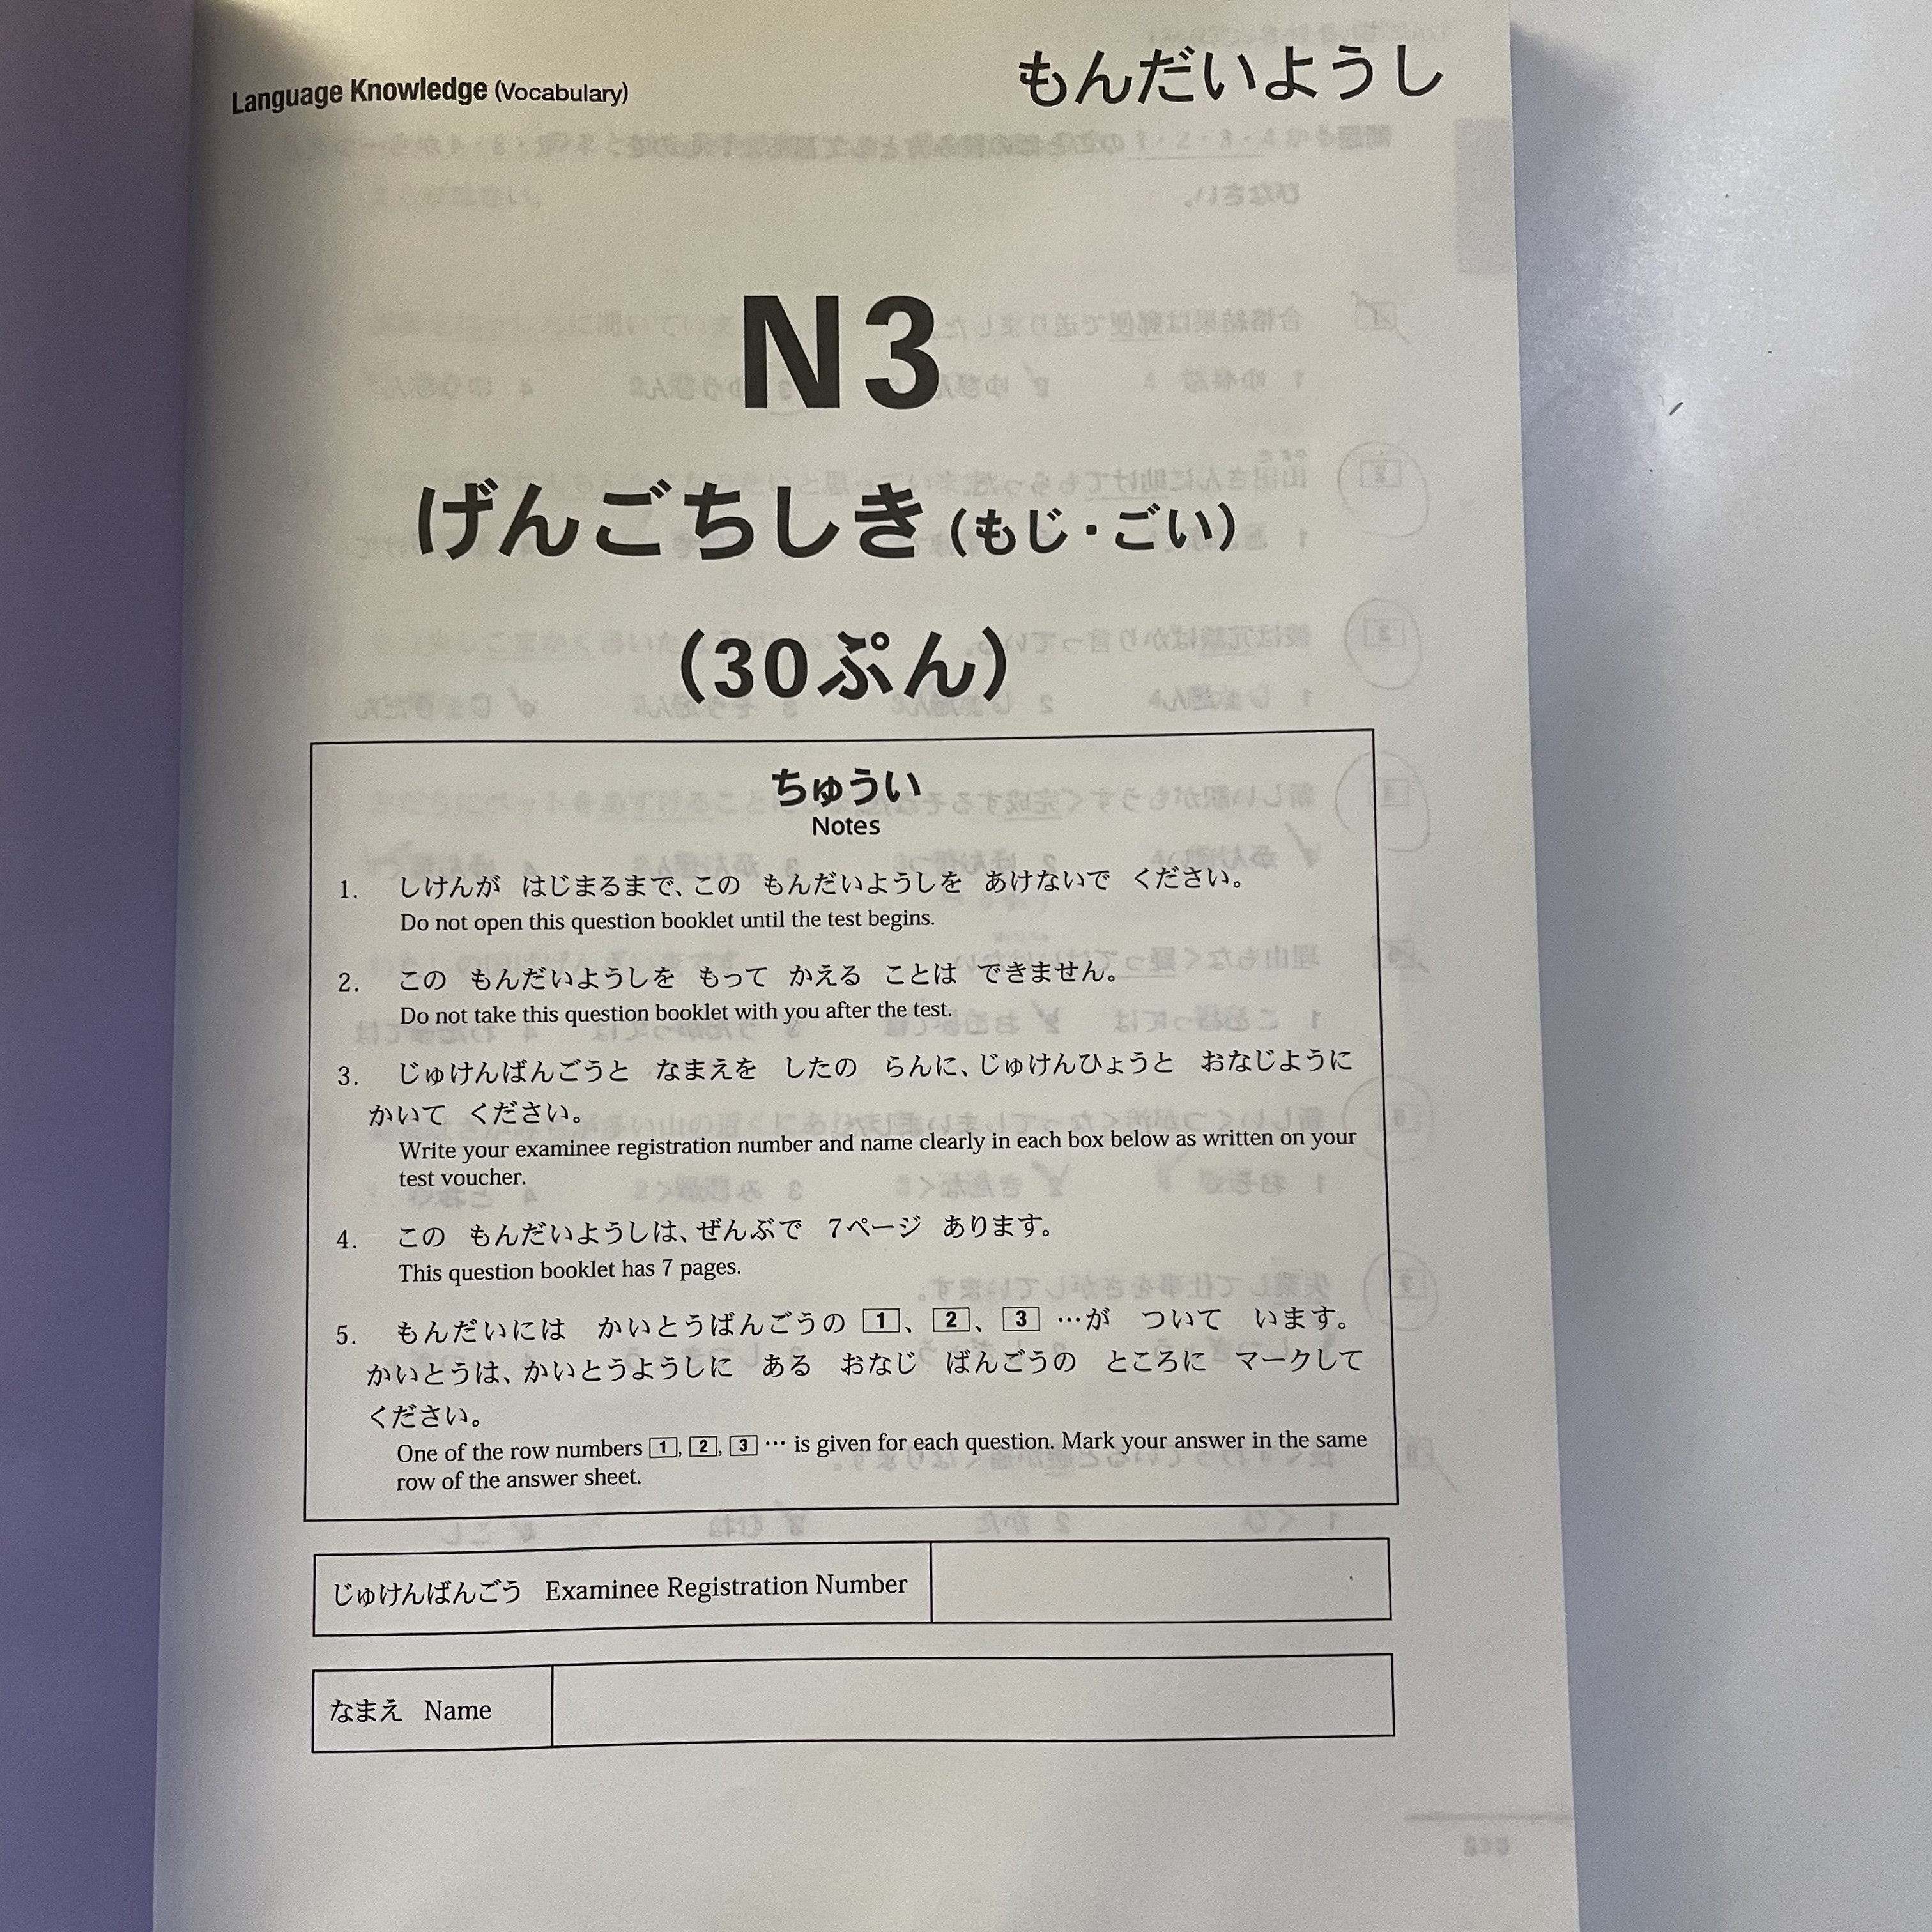 Language Knowledge (Vocabulary)
もんだいようし
N3
げんごちしき(もじ・ごい)
(30ぷん)
ちゅうい
Notes
1. しけんが はじまるまで、この もんだいようしを あけないで ください。
Do not open this question booklet until the test begins.
2. この もんだいようしを もって かえる ことは できません。
Do not take this question booklet with you after the test.
3. じゅけんばんごうと なまえを したの らんに、じゅけんひょうと おなじように
かいて ください。
Write your examinee registration number and name clearly in each box below as written on your
test voucher.
4. この もんだいようしは、ぜんぶで 7ページ あります。
This question booklet has 7 pages.
5. もんだいには かいとうばんごうの 1、2、3 …が ついて います。
かいとうは、かいとうようしに ある おなじ ばんごうの ところに マークして
ください。
One of the row numbers 1, 2, 3 … is given for each question. Mark your answer in the same
row of the answer sheet.
じゅけんばんごう Examinee Registration Number
なまえ Name